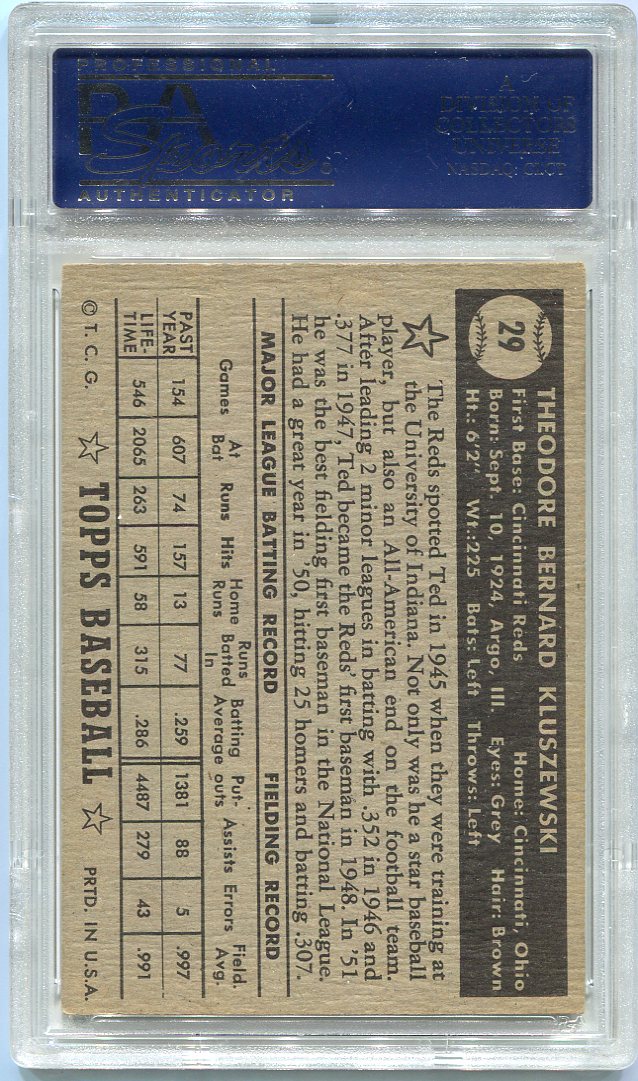 PROFESSIONAL
PSA
Sports
AUTHENTICATOR
A
DIVISION OF
COLLECTORS
UNIVERSE
NASDAQ: CLCT
29
THEODORE BERNARD KLUSZEWSKI
First Base: Cincinnati Reds Home: Cincinnati, Ohio
Born: Sept. 10, 1924, Argo, Ill. Eyes: Grey Hair: Brown
Ht.: 6'2" Wt.: 225 Bats: Left Throws: Left
The Reds spotted Ted in 1945 when they were training at
the University of Indiana. Not only was he a star baseball
player, but also an All-American end on the football team.
After leading 2 minor leagues in batting with .352 in 1946 and
.377 in 1947, Ted became the Reds' first baseman in 1948. In '51
he was the best fielding first baseman in the National League.
He had a great year in '50, hitting 25 homers and batting .307.
MAJOR LEAGUE BATTING RECORD FIELDING RECORD
Games At Bat Runs Hits Home Runs Runs Batted In Batting Average Put-outs Assists Errors Field. Avg.
PAST YEAR 154 607 74 157 13 77 .259 1381 88 5 .997
LIFE-TIME 546 2065 263 591 58 315 .286 4487 279 43 .991
© T. C. G. TOPPS BASEBALL PRTD. IN U.S.A.